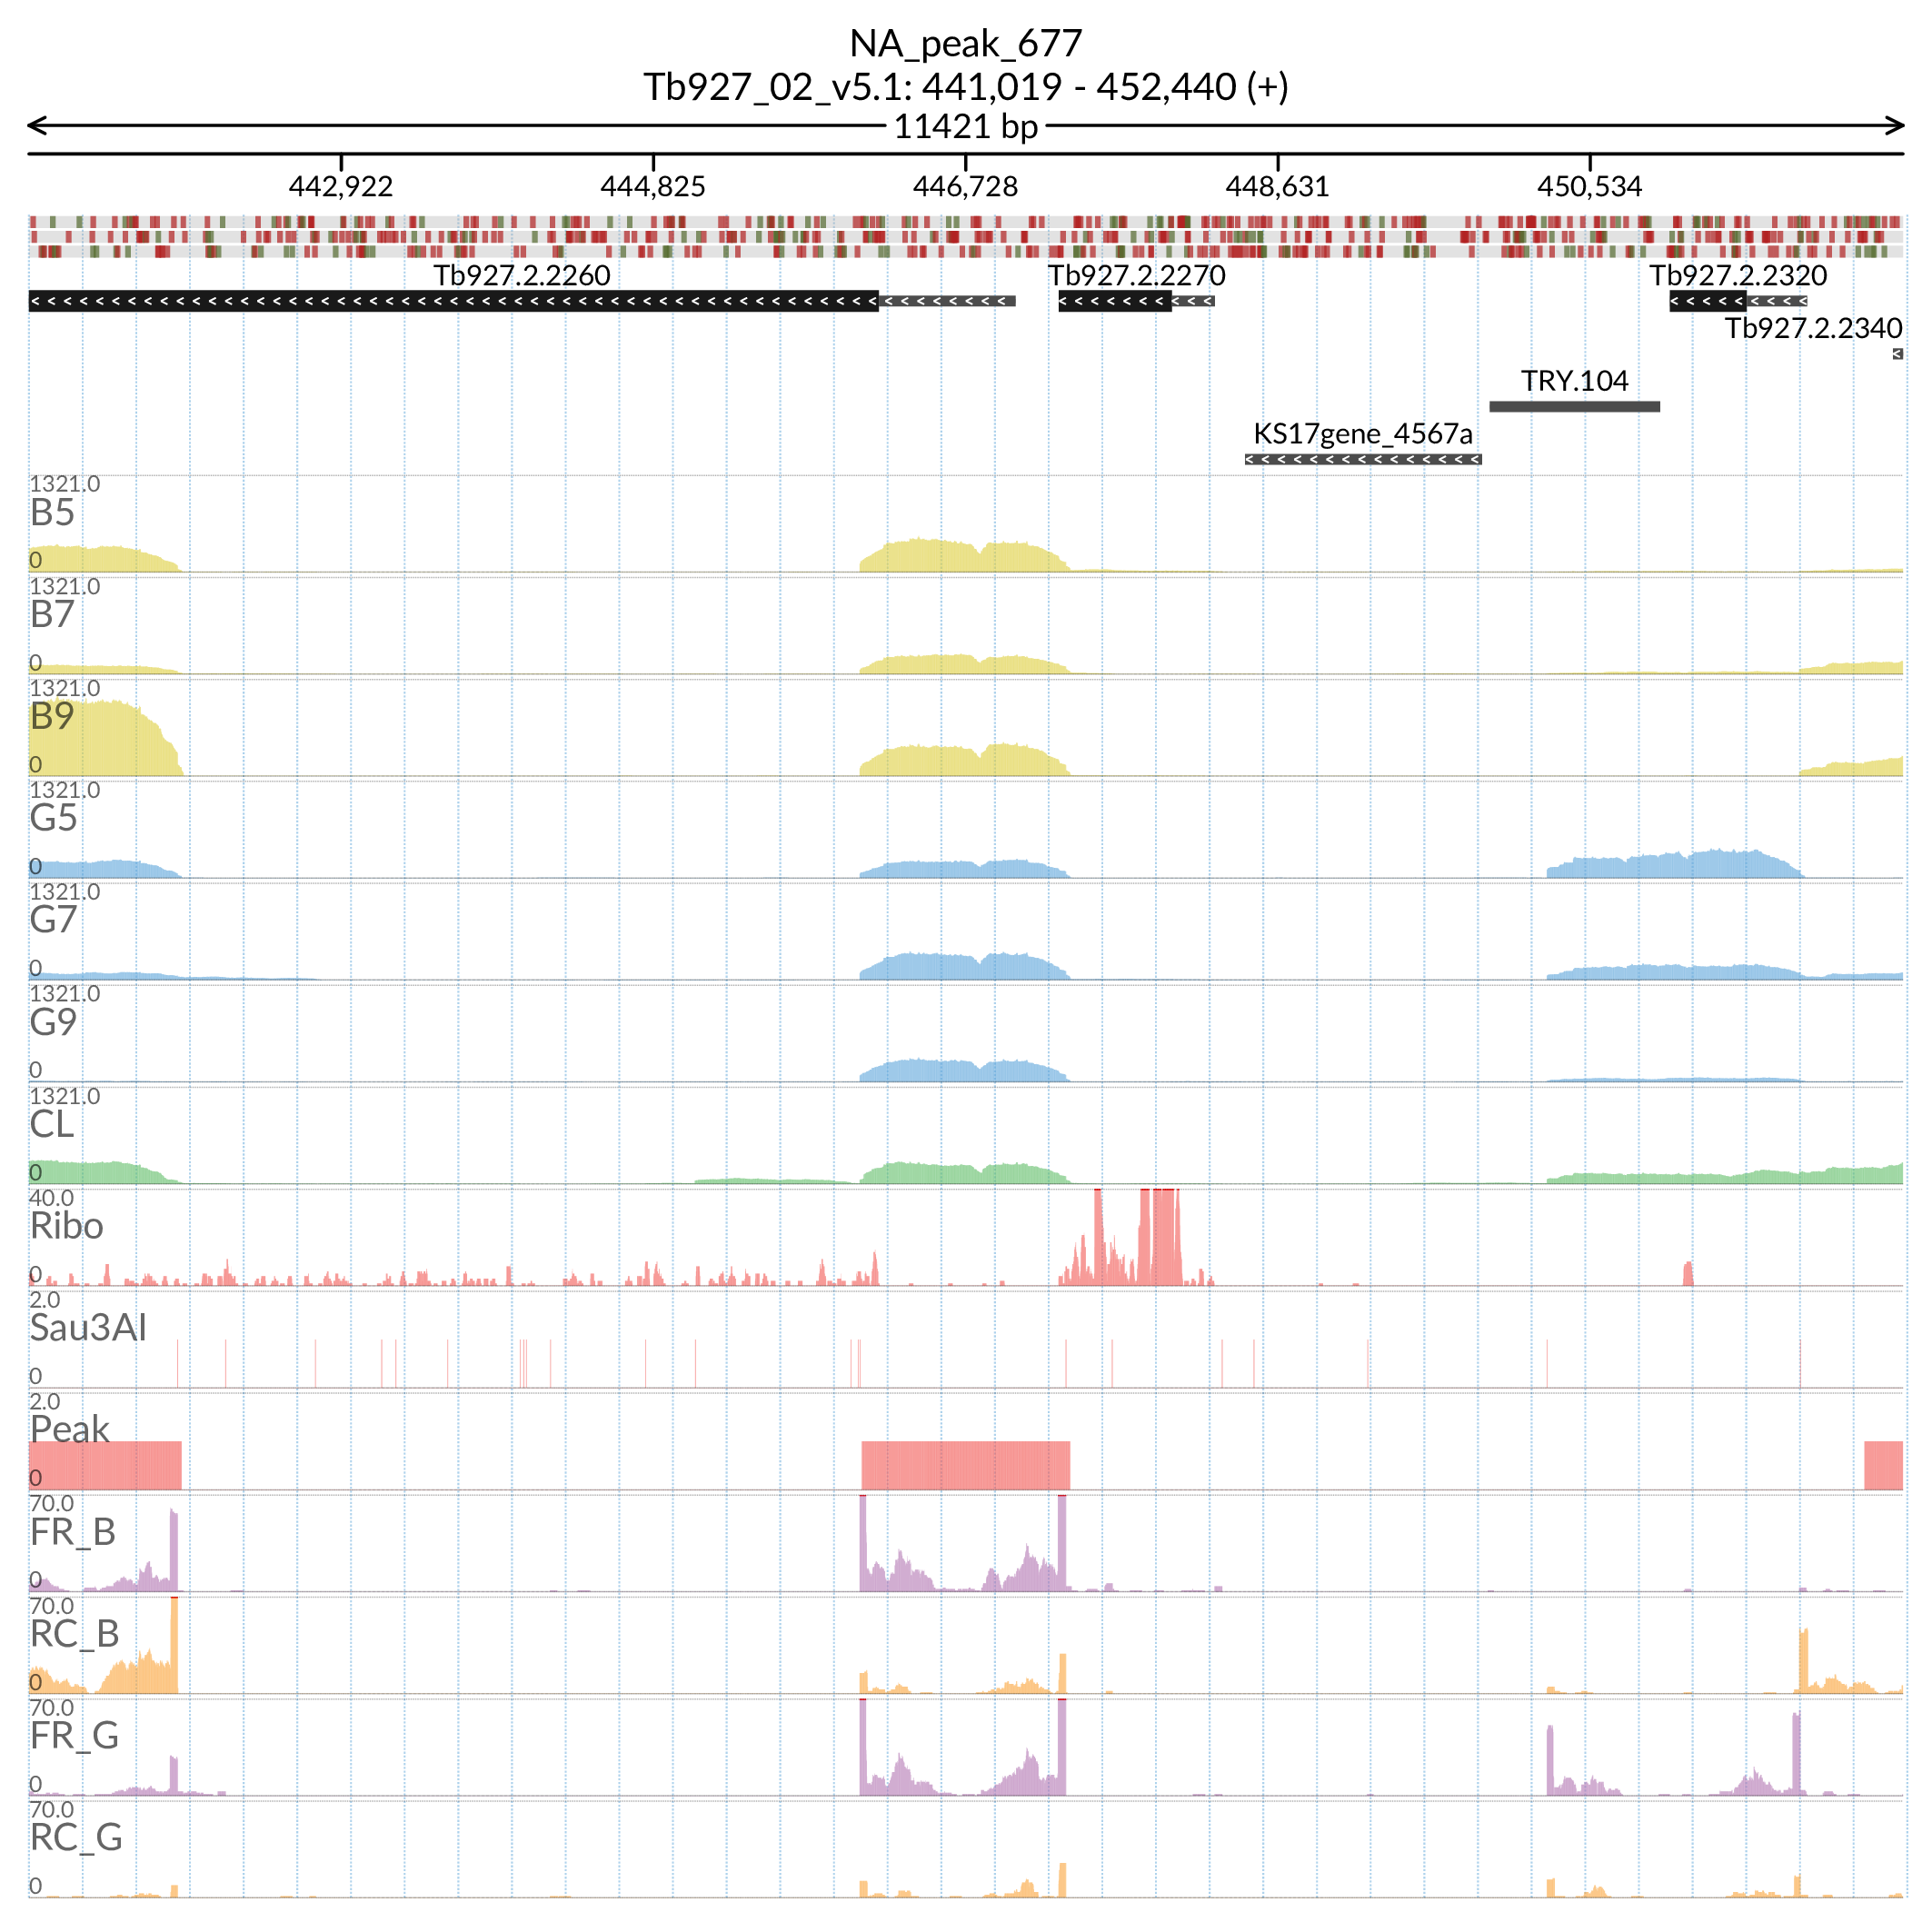 NA_peak_677
Tb927_02_v5.1: 441,019 - 452,440 (+)
11421 bp
442,922 444,825 446,728 448,631 450,534
Tb927.2.2260 Tb927.2.2270 Tb927.2.2320
Tb927.2.2340
TRY.104
KS17gene_4567a
1321.0
B5
0
1321.0
B7
0
1321.0
B9
0
1321.0
G5
0
1321.0
G7
0
1321.0
G9
0
1321.0
CL
0
40.0
Ribo
0
2.0
Sau3AI
0
2.0
Peak
0
70.0
FR_B
0
70.0
RC_B
0
70.0
FR_G
0
70.0
RC_G
0